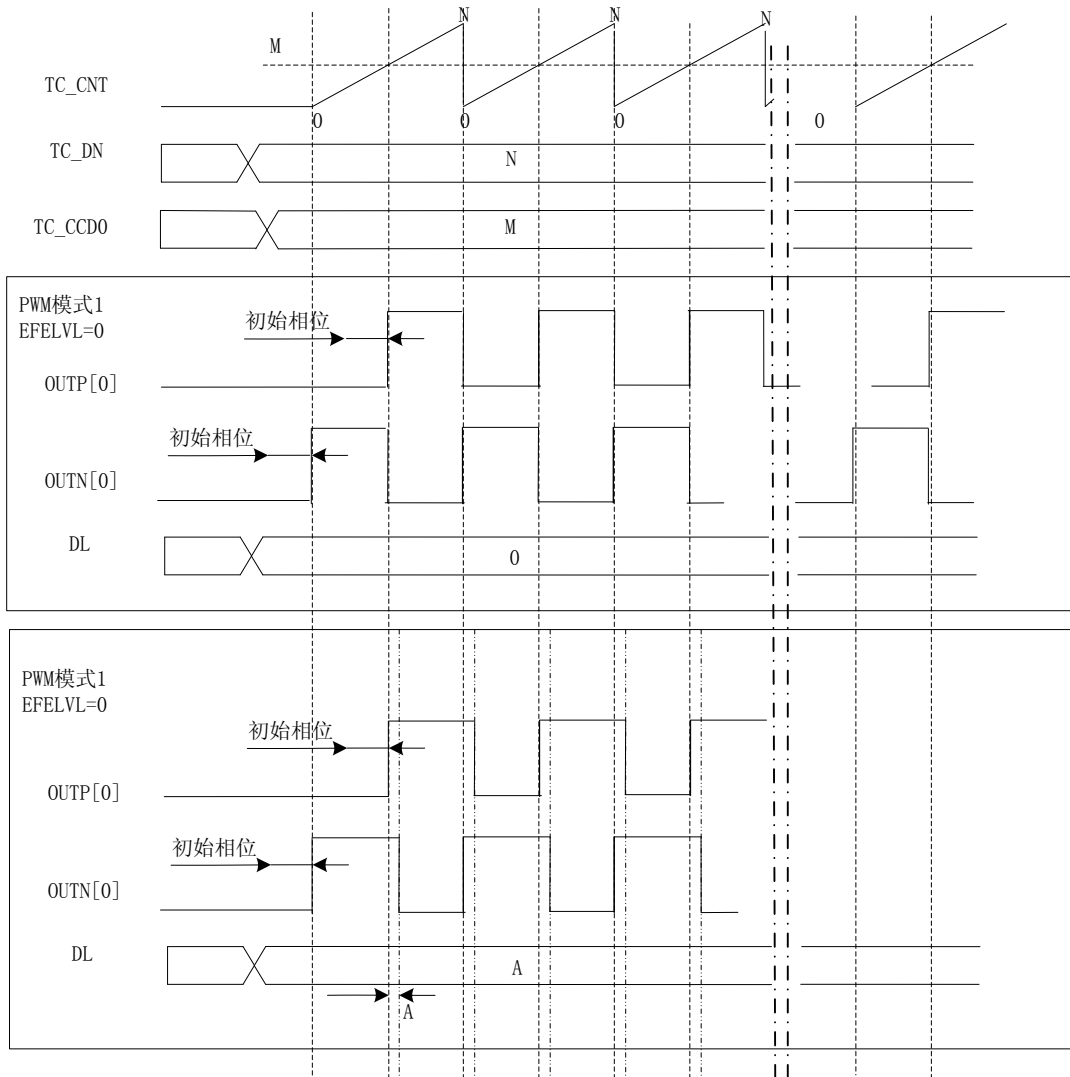 N N N
M
TC_CNT
0 0 0 0
TC_DN N
TC_CCD0 M
PWM模式1
EFELVL=0
初始相位
OUTP[0]
初始相位
OUTN[0]
DL 0
PWM模式1
EFELVL=0
初始相位
OUTP[0]
初始相位
OUTN[0]
DL A
A